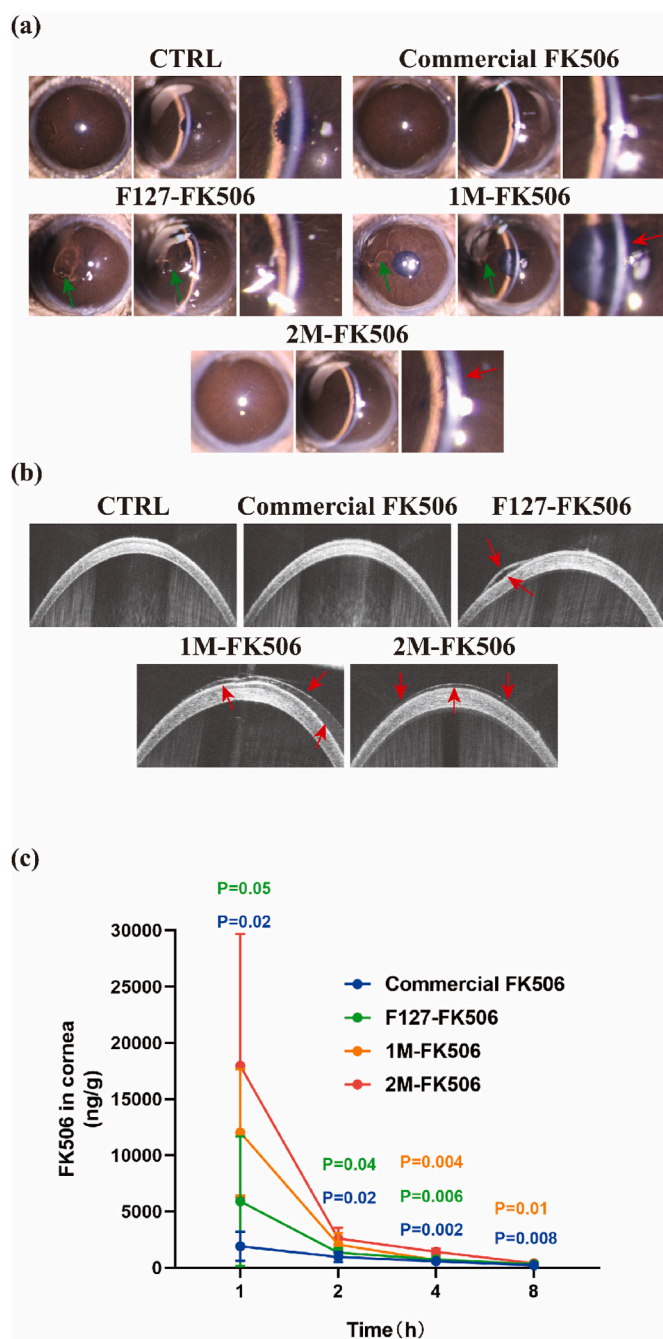 (a)
CTRL
Commercial FK506
F127-FK506
1M-FK506
2M-FK506
(b)
CTRL
Commercial FK506
F127-FK506
1M-FK506
2M-FK506
(c)
P=0.05
P=0.02
30000
25000
20000
15000
10000
5000
0
FK506 in cornea
(ng/g)
Commercial FK506
F127-FK506
1M-FK506
2M-FK506
P=0.04
P=0.02
P=0.004
P=0.006
P=0.002
P=0.01
P=0.008
1
2
4
8
Time(h)